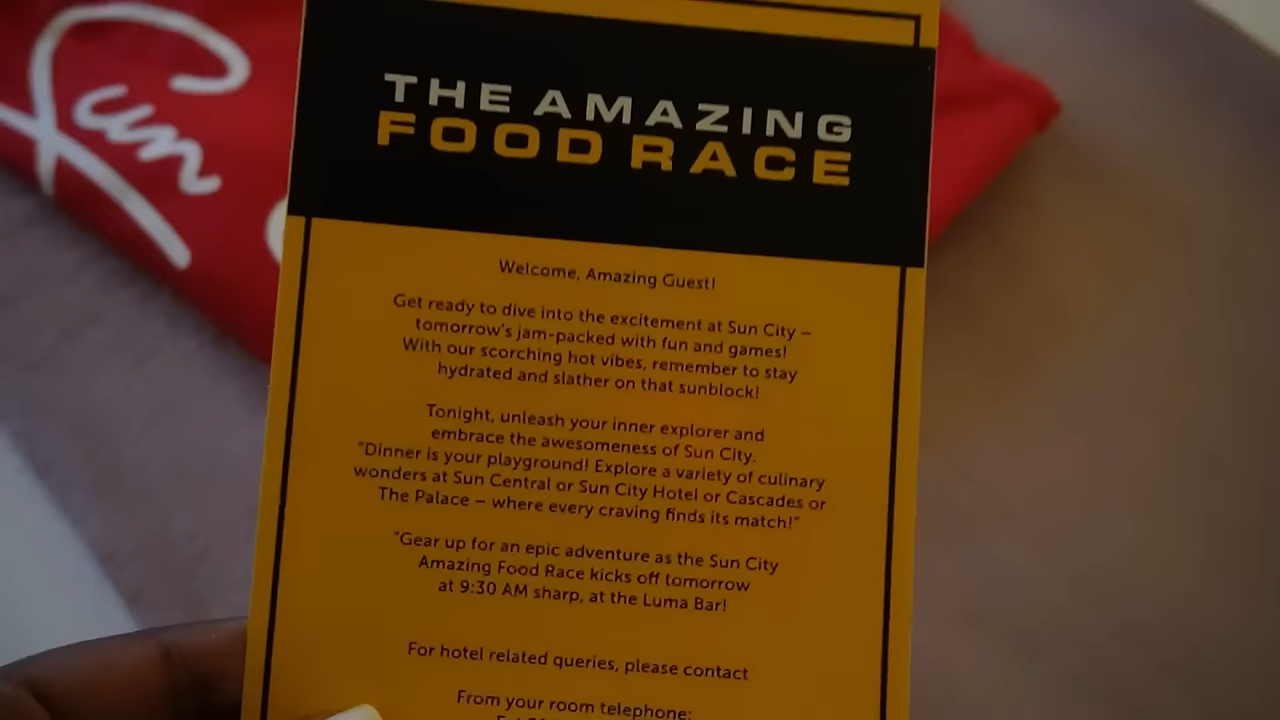 Sun
THE AMAZING
FOOD RACE
Welcome, Amazing Guest!
Get ready to dive into the excitement at Sun City –
tomorrow's jam-packed with fun and games!
With our scorching hot vibes, remember to stay
hydrated and slather on that sunblock!
Tonight, unleash your inner explorer and
embrace the awesomeness of Sun City.
"Dinner is your playground! Explore a variety of culinary
wonders at Sun Central or Sun City Hotel or Cascades or
The Palace – where every craving finds its match!"
"Gear up for an epic adventure as the Sun City
Amazing Food Race kicks off tomorrow
at 9:30 AM sharp, at the Luma Bar!
For hotel related queries, please contact
From your room telephone: